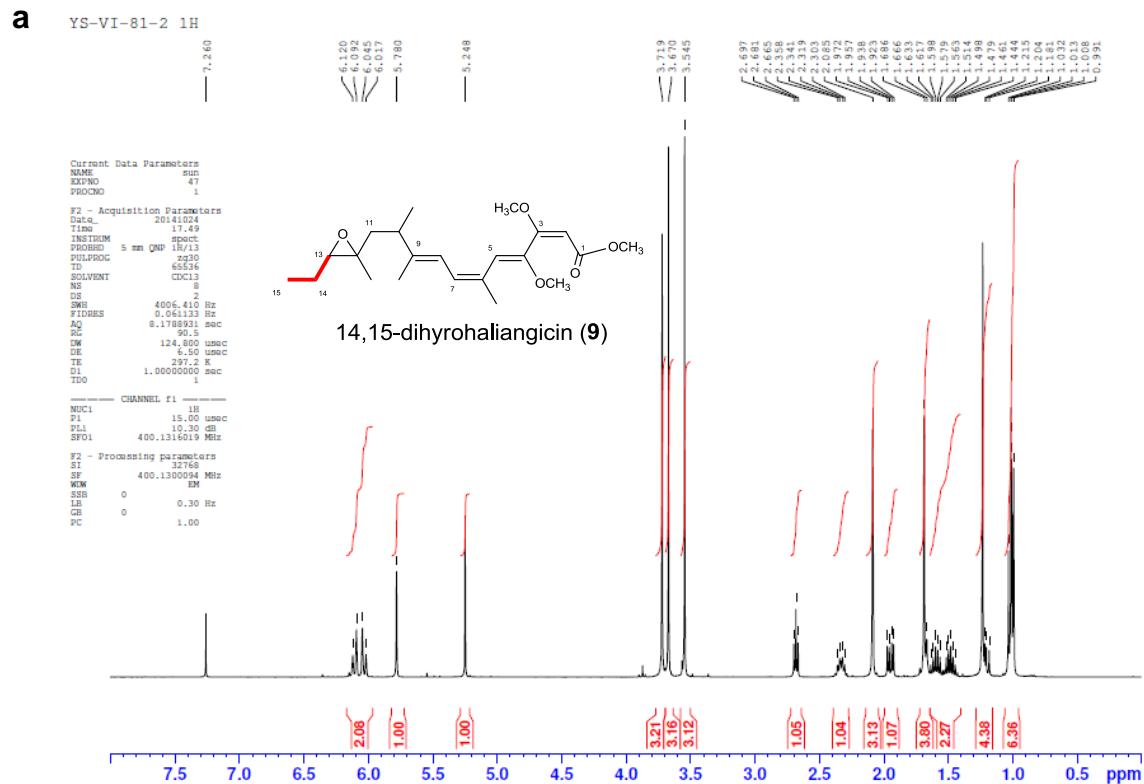 a
YS-VI-81-2 1H
7.260
6.120
6.092
6.045
6.017
5.780
5.248
3.719
3.670
3.545
2.697
2.681
2.665
2.358
2.341
2.319
2.303
2.085
1.972
1.957
1.938
1.923
1.686
1.666
1.633
1.617
1.598
1.579
1.563
1.514
1.498
1.479
1.461
1.444
1.215
1.204
1.181
1.032
1.013
1.008
0.991
Current Data Parameters
NAME sun
EXPNO 47
PROCNO 1
F2 - Acquisition Parameters
Date_ 20141024
Time 17.49
INSTRUM spect
PROBHD 5 mm QNP 1H/13
PULPROG zg30
TD 65536
SOLVENT CDCl3
NS 8
DS 2
SWH 4006.410 Hz
FIDRES 0.061133 Hz
AQ 8.1788931 sec
RG 90.5
DW 124.800 usec
DE 6.50 usec
TE 297.2 K
D1 1.00000000 sec
TD0 1
CHANNEL f1
NUC1 1H
P1 15.00 usec
PL1 10.30 dB
SFO1 400.1316019 MHz
F2 - Processing parameters
SI 32768
SF 400.1300094 MHz
WDW EM
SSB 0
LB 0.30 Hz
GB 0
PC 1.00
H₃CO
3
11
O
5
1
OCH₃
13
9
O
7
OCH₃
15
14
14,15-dihyrohaliangicin (9)
2.08
1.00
1.00
3.21
3.16
3.12
1.05
1.04
3.13
1.07
3.80
2.27
4.38
6.36
7.5 7.0 6.5 6.0 5.5 5.0 4.5 4.0 3.5 3.0 2.5 2.0 1.5 1.0 0.5 ppm